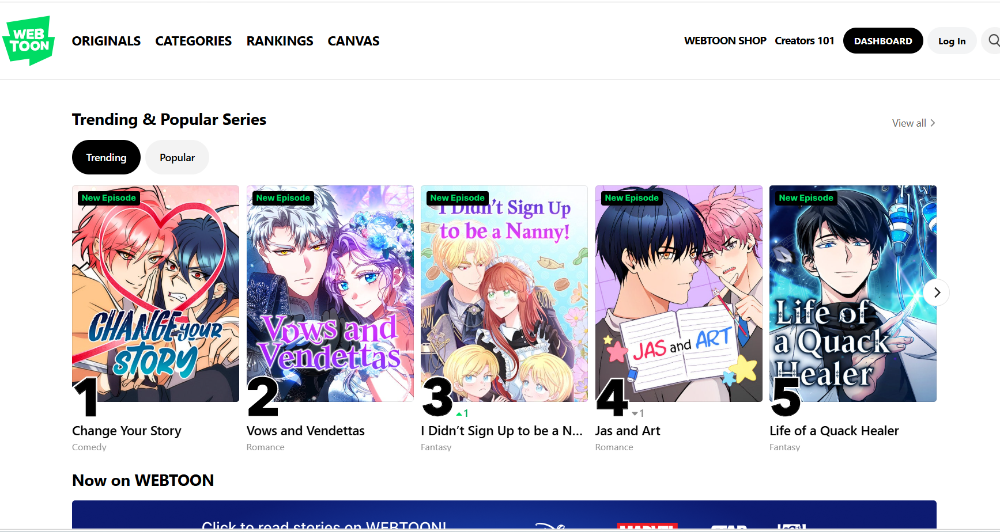 WEB
TOON
ORIGINALS
CATEGORIES
RANKINGS
CANVAS
WEBTOON SHOP
Creators 101
DASHBOARD
Log In
Trending & Popular Series
View all
Trending
Popular
New Episode
CHANGE YOUR
STORY
1
Change Your Story
Comedy
New Episode
Vows and
Vendettas
2
Vows and Vendettas
Romance
New Episode
I Didn't Sign Up
to be a Nanny!
3
1
I Didn't Sign Up to be a N...
Fantasy
New Episode
JAS and ART
4
1
Jas and Art
Romance
New Episode
Life of
a Quack
Healer
5
Life of a Quack Healer
Fantasy
Now on WEBTOON
Click to read stories on WEBTOON!
MARVEL
STAR